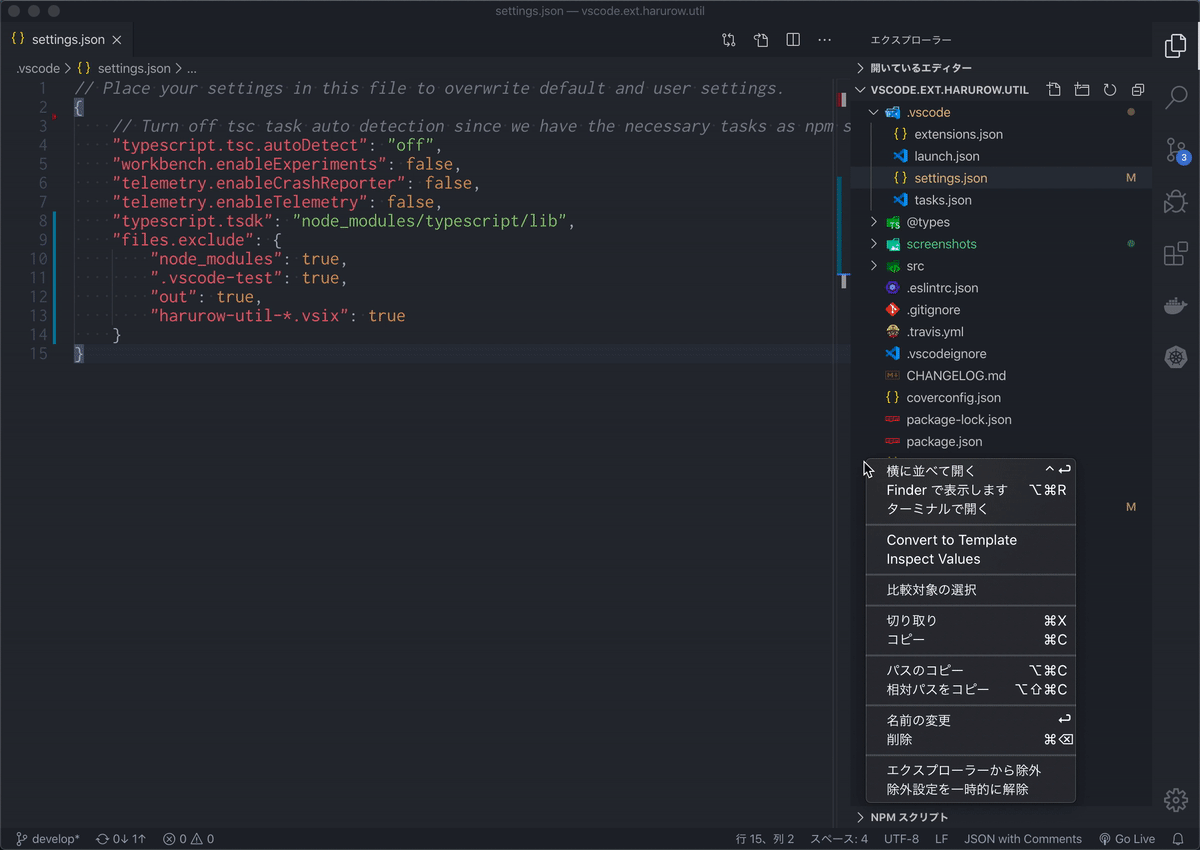 settings.json — vscode.ext.harurow.util
{} settings.json ×
エクスプローラー
.vscode > {} settings.json > ...
1 // Place your settings in this file to overwrite default and user settings.
2 {
3 // Turn off tsc task auto detection since we have the necessary tasks as npm s
4 "typescript.tsc.autoDetect": "off",
5 "workbench.enableExperiments": false,
6 "telemetry.enableCrashReporter": false,
7 "telemetry.enableTelemetry": false,
8 "typescript.tsdk": "node_modules/typescript/lib",
9 "files.exclude": {
10 "node_modules": true,
11 ".vscode-test": true,
12 "out": true,
13 "harurow-util-*.vsix": true
14 }
15 }
開いているエディター
VSCODE.EXT.HARUROW.UTIL
.vscode
{} extensions.json
launch.json
{} settings.json M
tasks.json
@types
screenshots
src
.eslintrc.json
.gitignore
.travis.yml
.vscodeignore
CHANGELOG.md
{} coverconfig.json
package-lock.json
package.json
M
横に並べて開く ^⏎
Finder で表示します ⌥⌘R
ターミナルで開く
Convert to Template
Inspect Values
比較対象の選択
切り取り ⌘X
コピー ⌘C
パスのコピー ⌥⌘C
相対パスをコピー ⌥⇧⌘C
名前の変更 ⏎
削除 ⌘⌫
エクスプローラーから除外
除外設定を一時的に解除
NPM スクリプト
3
develop* 0↓ 1↑ 0 0 行 15、列 2 スペース: 4 UTF-8 LF JSON with Comments Go Live